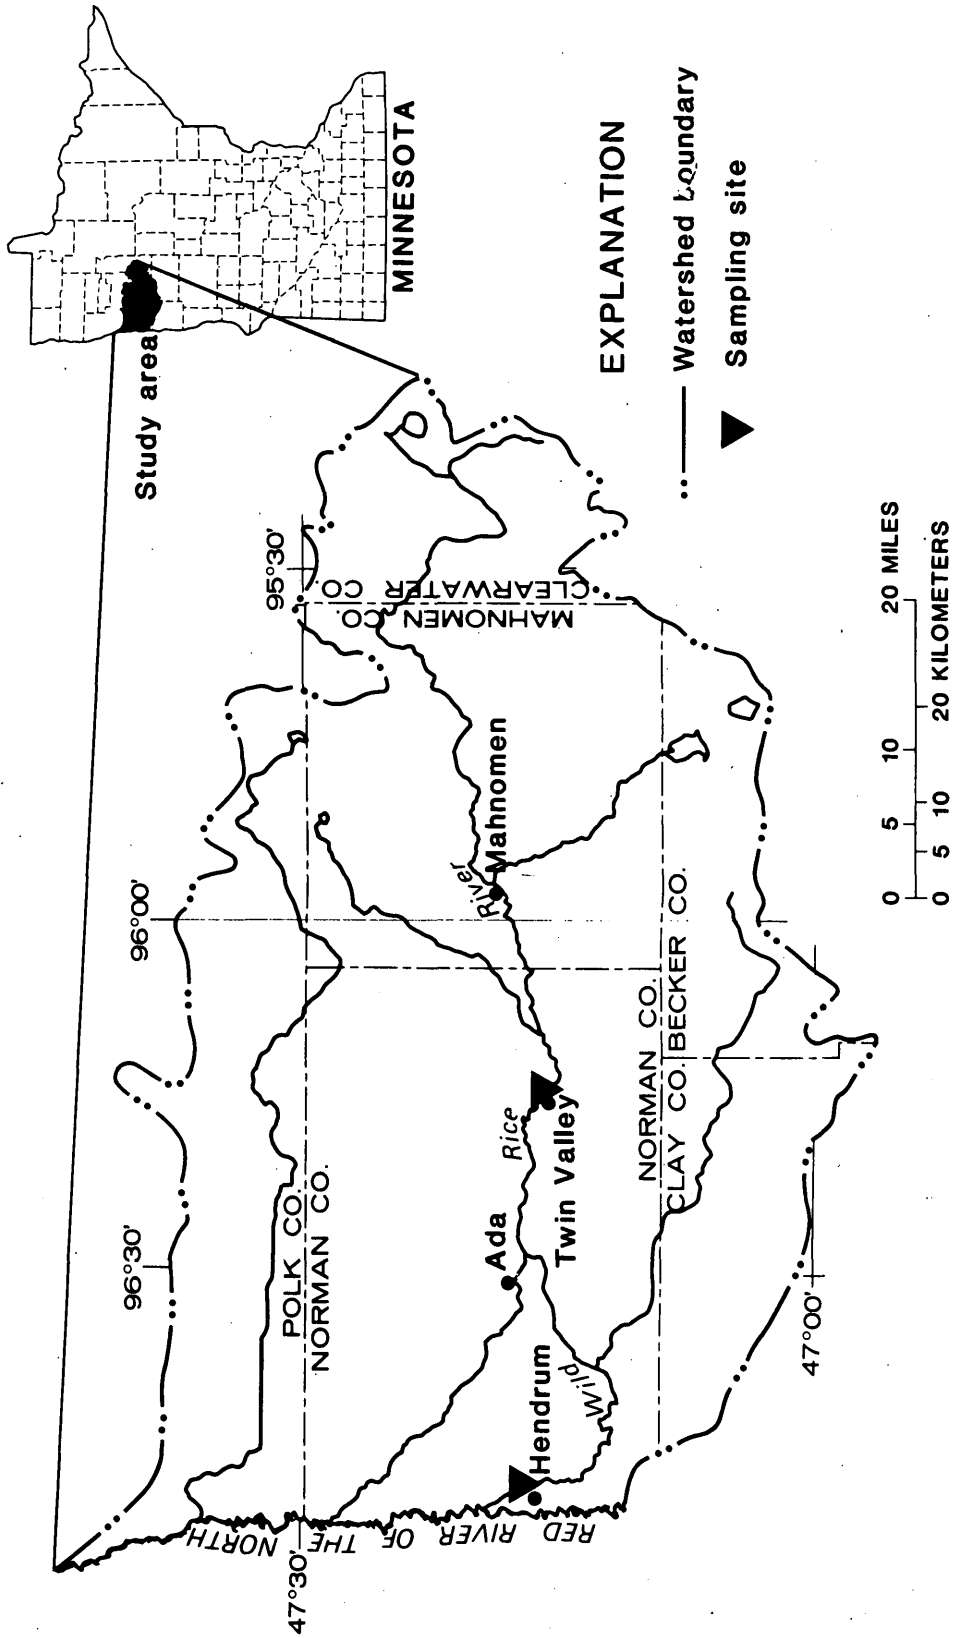 MINNESOTA
Study area
EXPLANATION
Watershed boundary
Sampling site
96°30'
96°00'
95°30'
47°30'
47°00'
POLK CO.
NORMAN CO.
MAHNOMEN CO.
CLEARWATER CO.
NORMAN CO.
CLAY CO.
BECKER CO.
RED RIVER OF THE NORTH
Hendrum
Ada
Twin Valley
Mahnomen
Wild
Rice
River
0 5 10 20 MILES
0 5 10 20 KILOMETERS